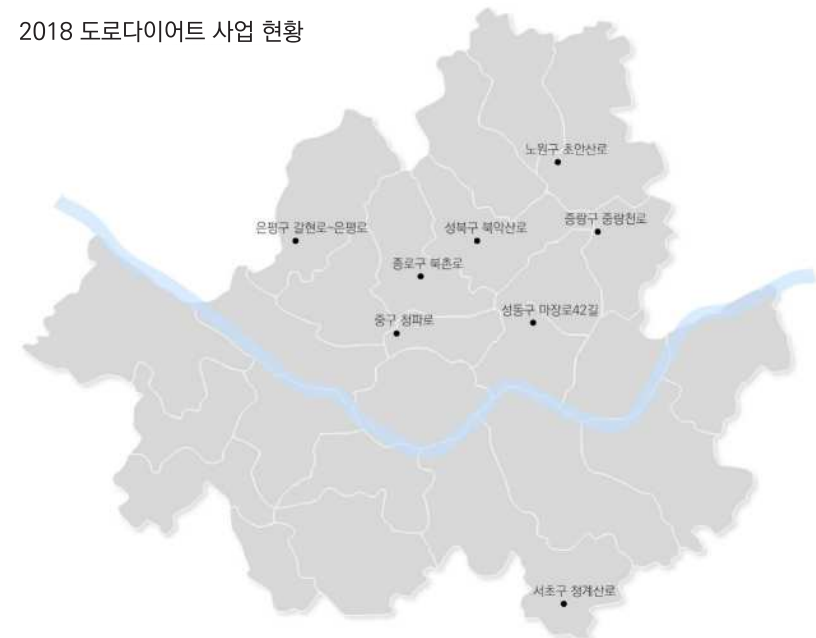 2018 도로다이어트 사업 현황
노원구 초안산로
은평구 갈현로~은평로
성북구 북악산로
중랑구 중랑천로
종로구 북촌로
중구 청파로
성동구 마장로42길
서초구 청계산로